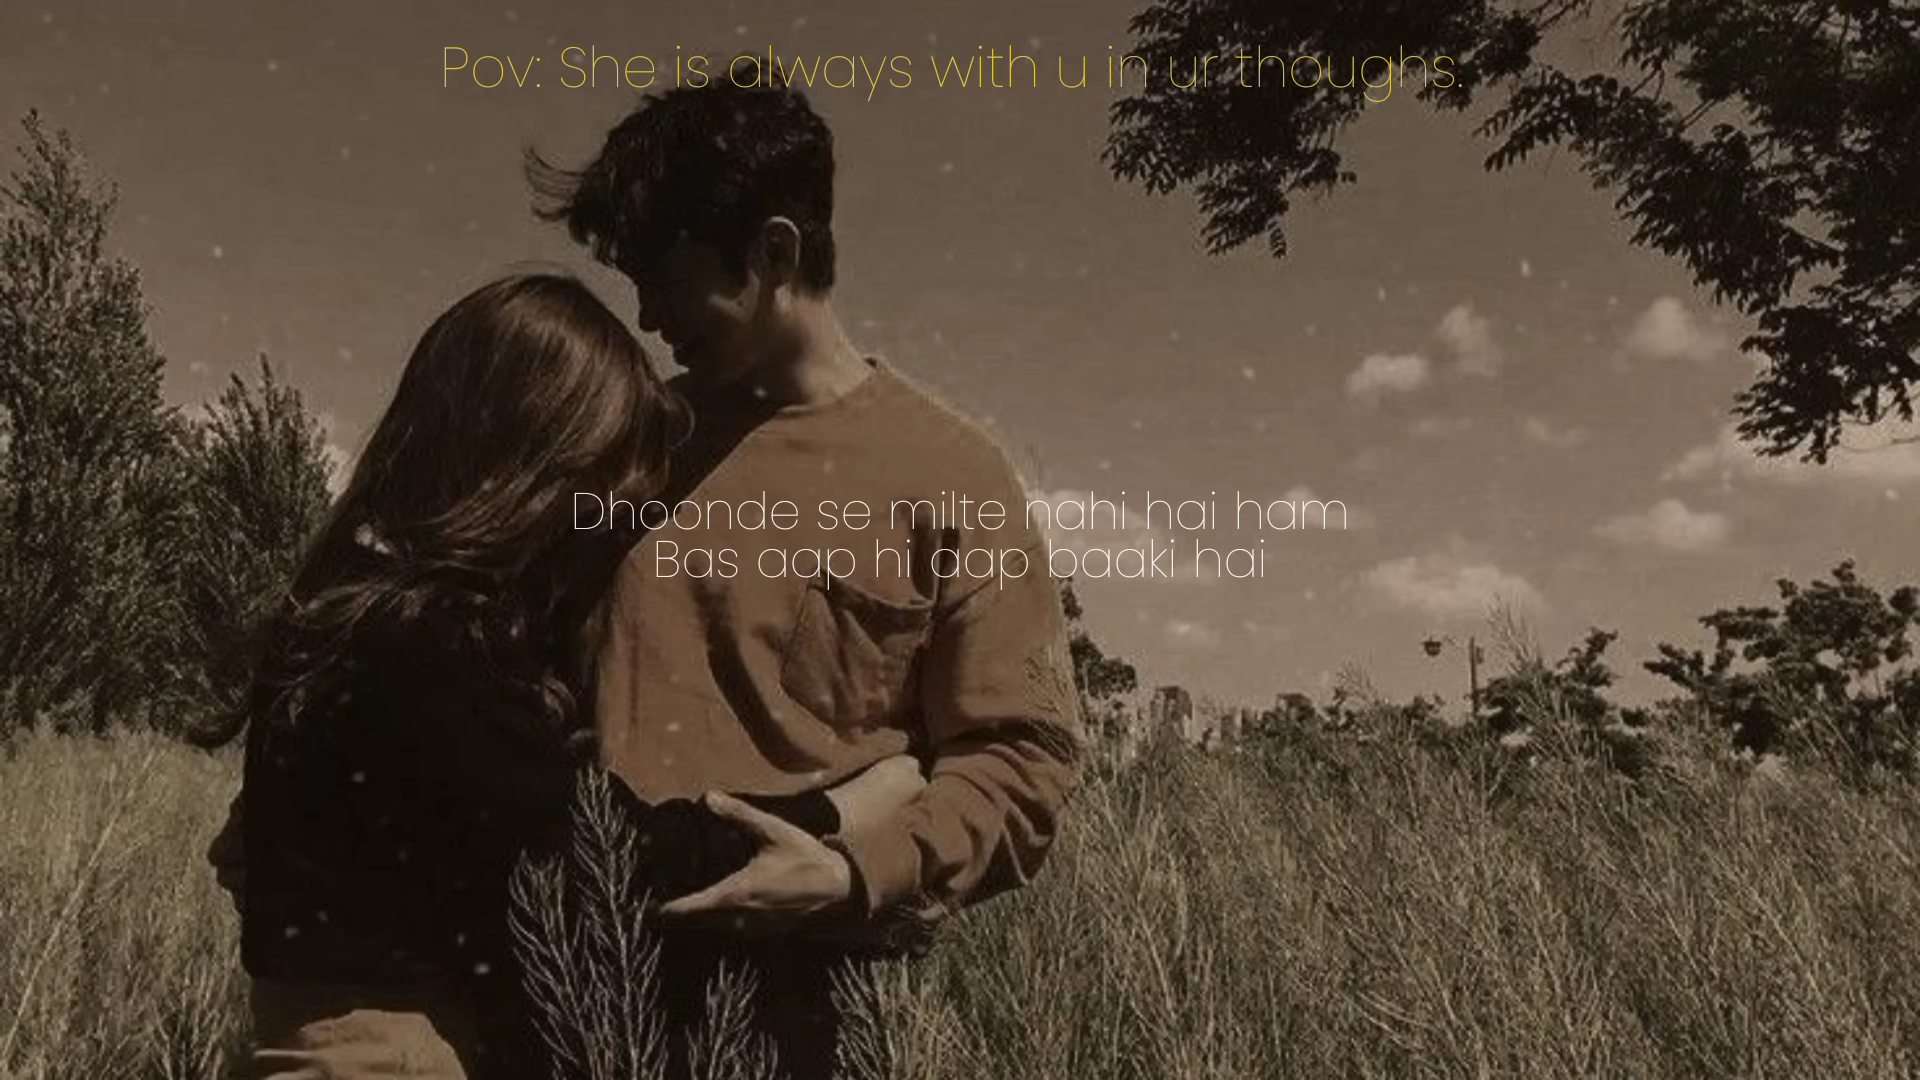 Pov: She is always with u in ur thoughs.
Dhoonde se milte nahi hai ham
Bas aap hi aap baaki hai